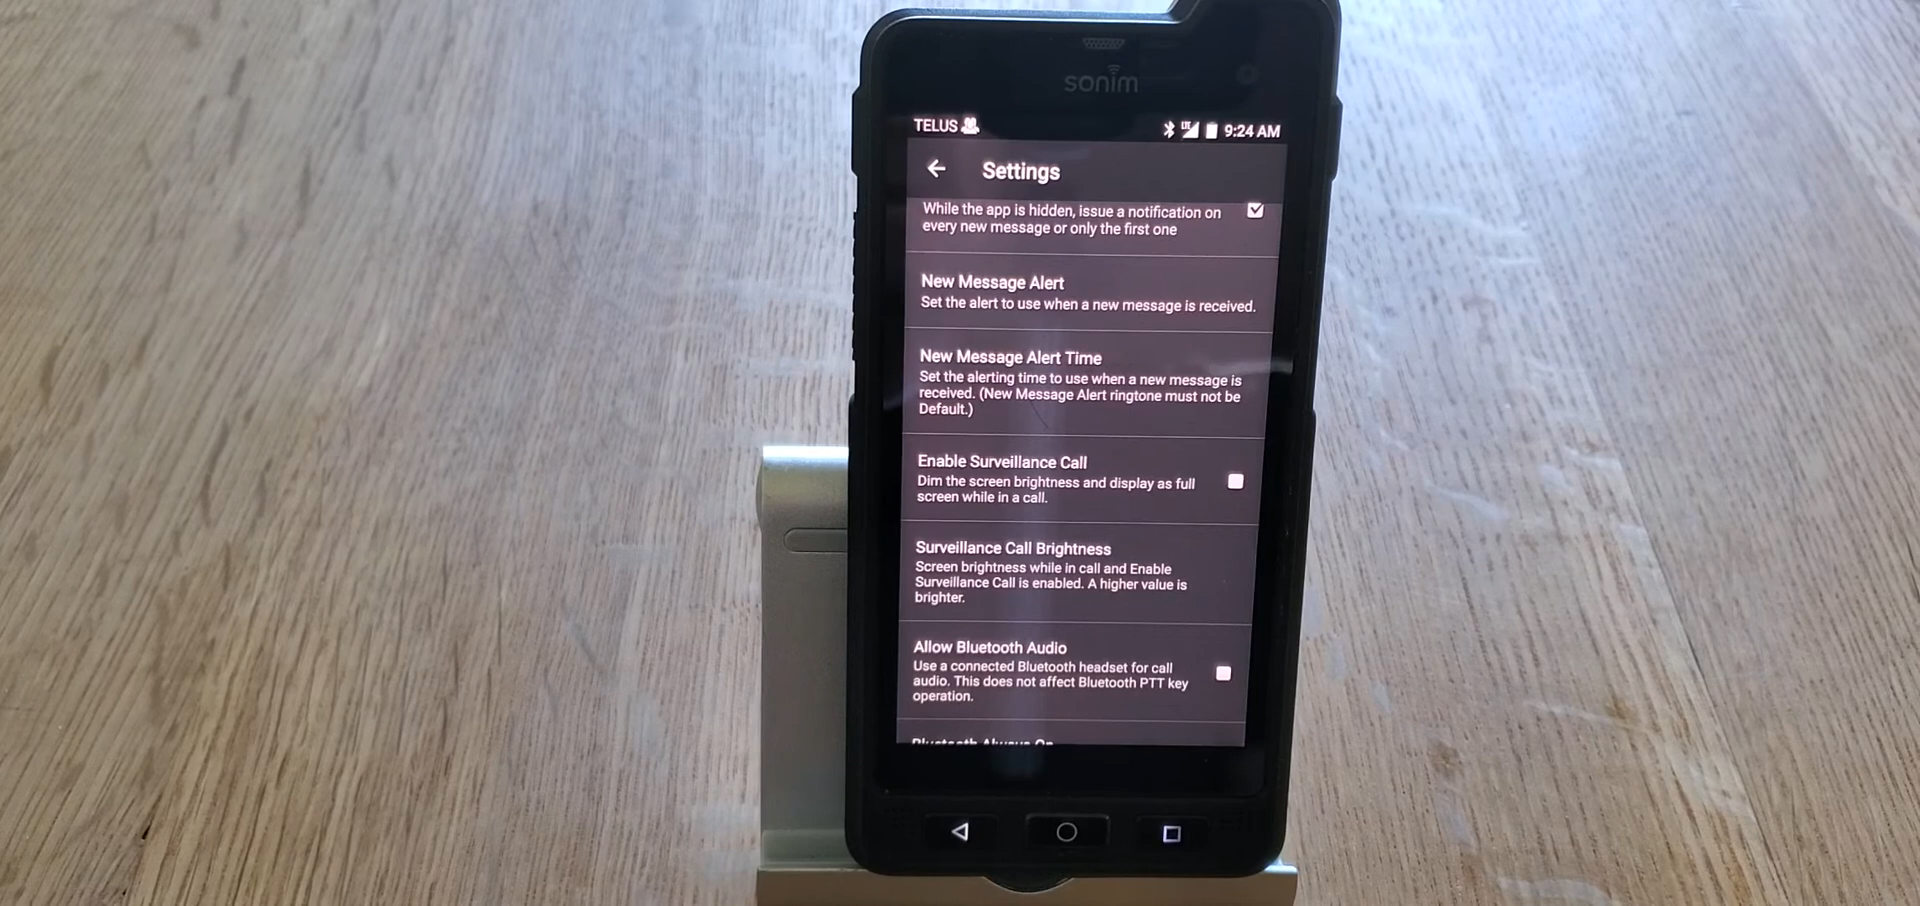 sonim
TELUS
LTE
9:24 AM
Settings
While the app is hidden, issue a notification on
every new message or only the first one
New Message Alert
Set the alert to use when a new message is received.
New Message Alert Time
Set the alerting time to use when a new message is
received. (New Message Alert ringtone must not be
Default.)
Enable Surveillance Call
Dim the screen brightness and display as full
screen while in a call.
Surveillance Call Brightness
Screen brightness while in call and Enable
Surveillance Call is enabled. A higher value is
brighter.
Allow Bluetooth Audio
Use a connected Bluetooth headset for call
audio. This does not affect Bluetooth PTT key
operation.
Bluetooth Always On